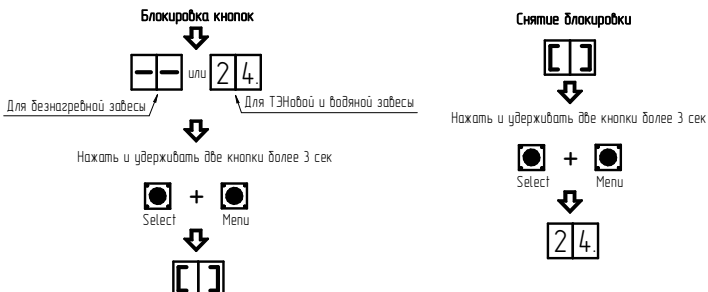 Блокировка кнопок
-- или 24.
Для безнагревной завесы
Для ТЭНовой и водяной завесы
Нажать и удерживать две кнопки более 3 сек
+
Select Menu
[ ]
Снятие блокировки
[ ]
Нажать и удерживать две кнопки более 3 сек
+
Select Menu
24.